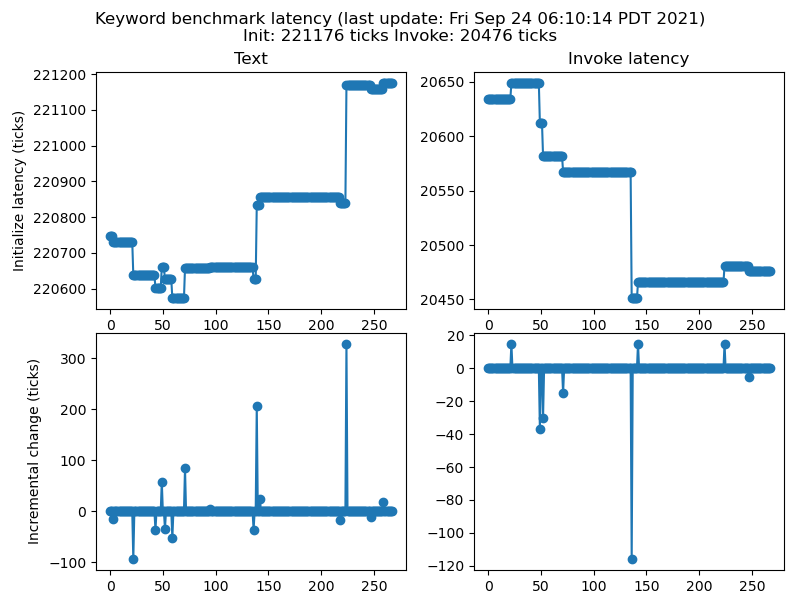 Keyword benchmark latency (last update: Fri Sep 24 06:10:14 PDT 2021)
Init: 221176 ticks Invoke: 20476 ticks
Text
Invoke latency
Initialize latency (ticks)
221200
221100
221000
220900
220800
220700
220600
0 50 100 150 200 250
20650
20600
20550
20500
20450
0 50 100 150 200 250
Incremental change (ticks)
300
200
100
0
−100
0 50 100 150 200 250
20
0
−20
−40
−60
−80
−100
−120
0 50 100 150 200 250